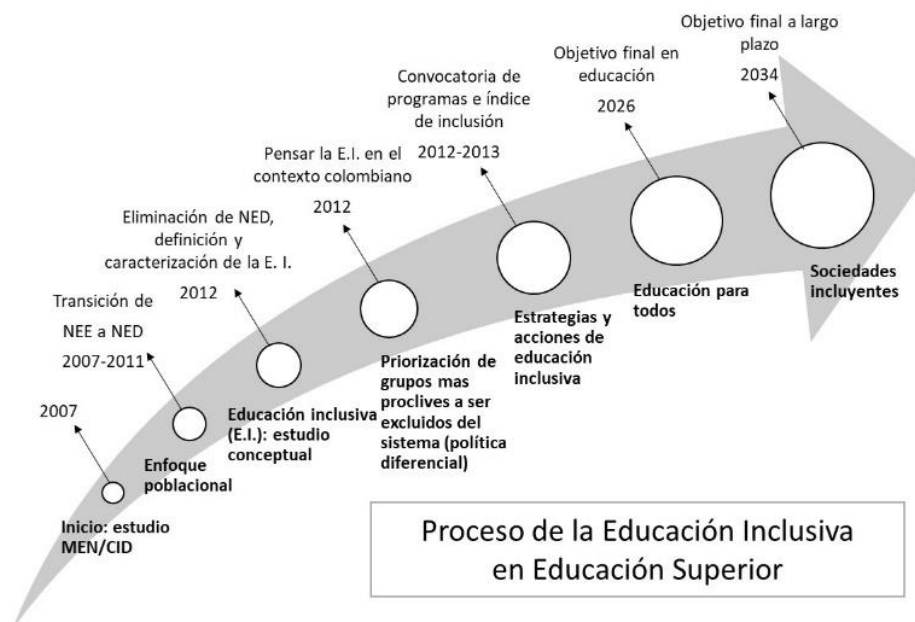 2007
Inicio: estudio
MEN/CID
Transición de
NEE a NED
2007-2011
Enfoque
poblacional
Eliminación de NED,
definición y
caracterización de la E. I.
2012
Educación inclusiva
(E.I.): estudio
conceptual
Pensar la E.I. en el
contexto colombiano
2012
Priorización de
grupos mas
proclives a ser
excluidos del
sistema (política
diferencial)
Convocatoria de
programas e índice
de inclusión
2012-2013
Estrategias y
acciones de
educación
inclusiva
Objetivo final en
educación
2026
Educación para
todos
Objetivo final a largo
plazo
2034
Sociedades
incluyentes
Proceso de la Educación Inclusiva
en Educación Superior